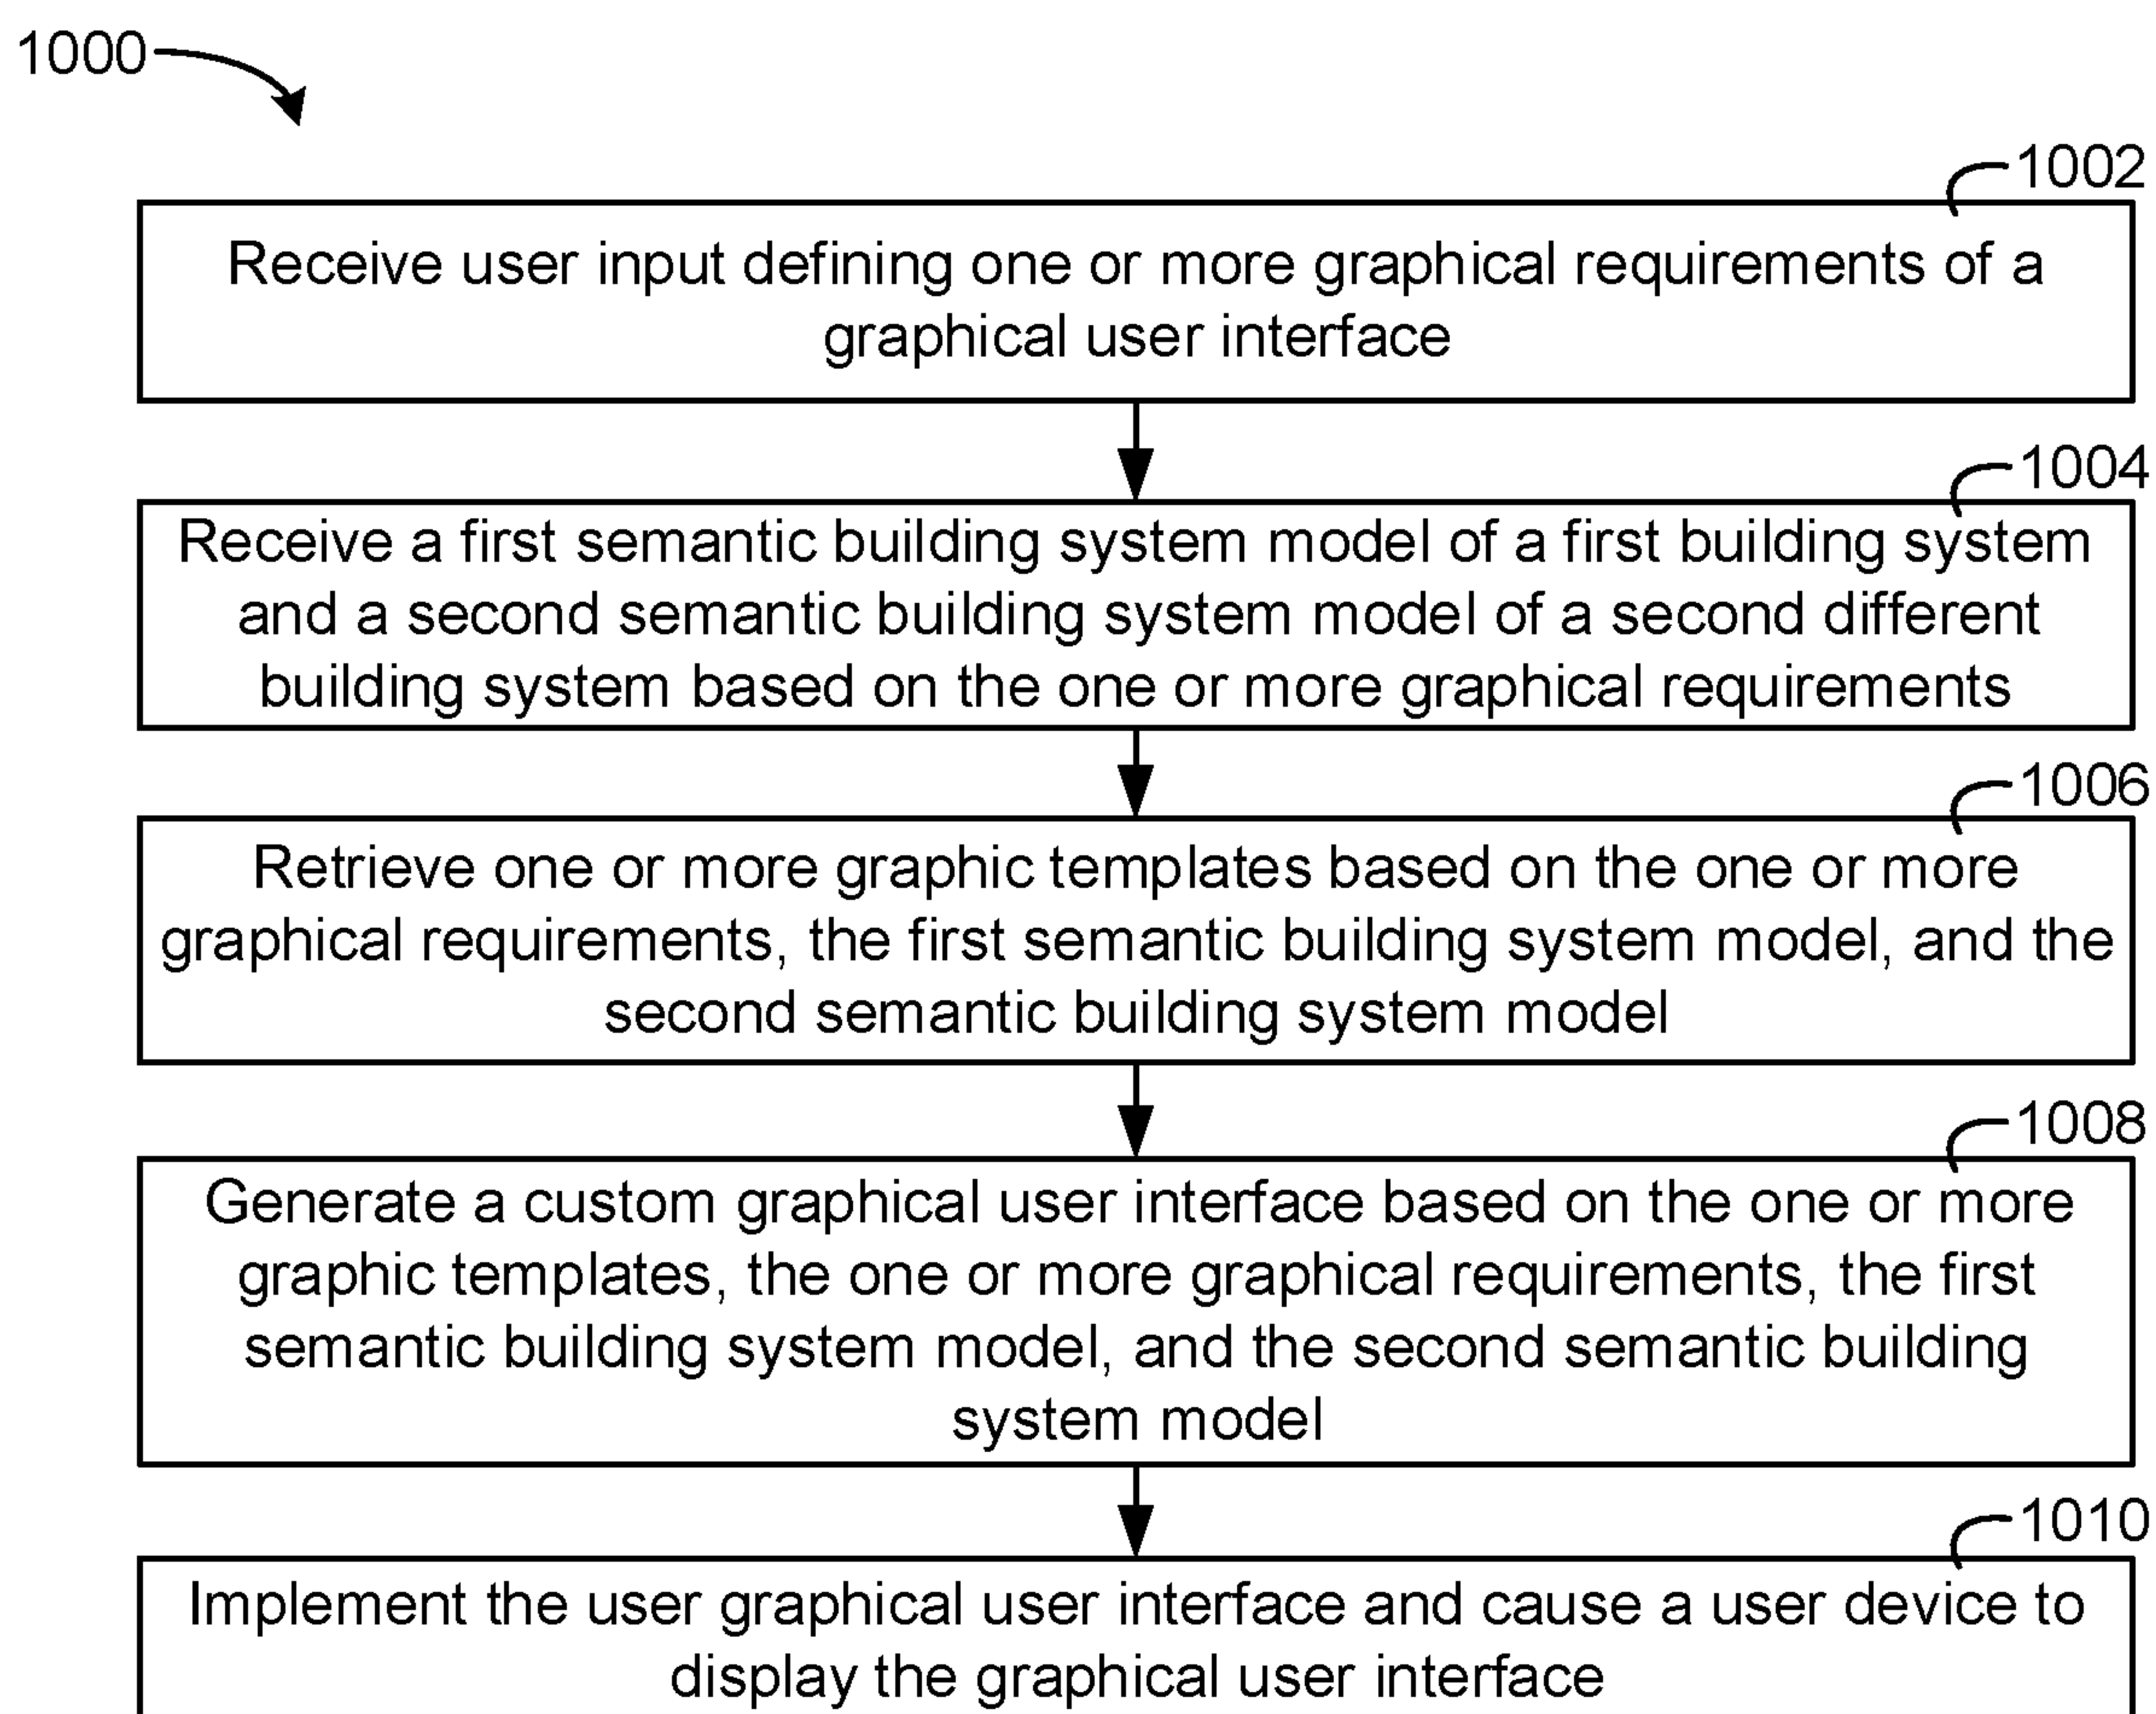 1000
1002
Receive user input defining one or more graphical requirements of a
graphical user interface
1004
Receive a first semantic building system model of a first building system
and a second semantic building system model of a second different
building system based on the one or more graphical requirements
1006
Retrieve one or more graphic templates based on the one or more
graphical requirements, the first semantic building system model, and the
second semantic building system model
1008
Generate a custom graphical user interface based on the one or more
graphic templates, the one or more graphical requirements, the first
semantic building system model, and the second semantic building
system model
1010
Implement the user graphical user interface and cause a user device to
display the graphical user interface